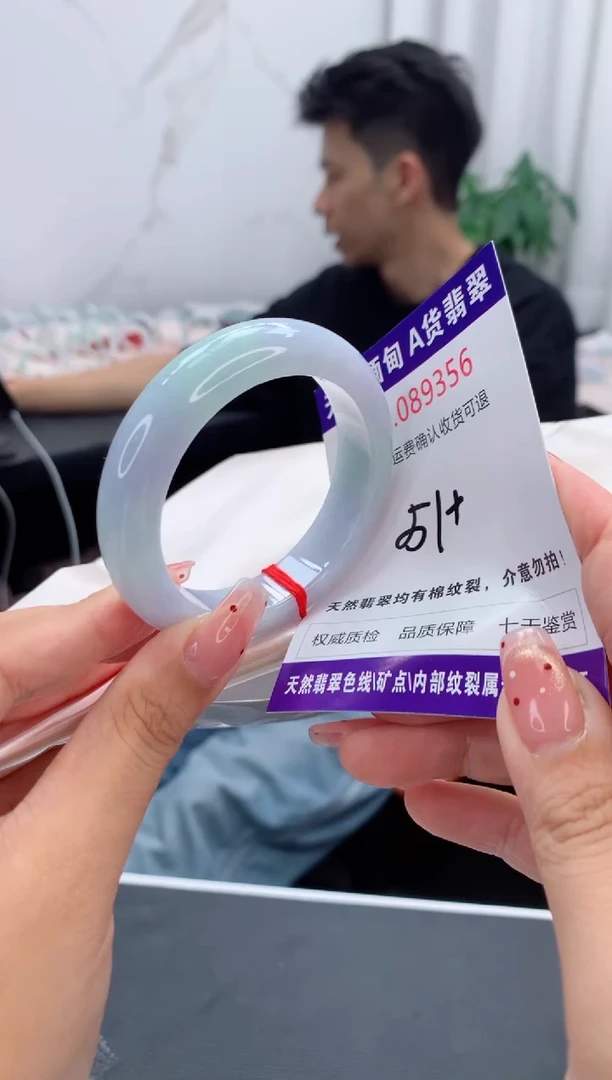 缅甸 A货翡翠
.089356
运费确认收货可退
天然翡翠均有棉纹裂，介意勿拍！
权威质检 品质保障 七天鉴赏
天然翡翠色线\矿点\内部纹裂属